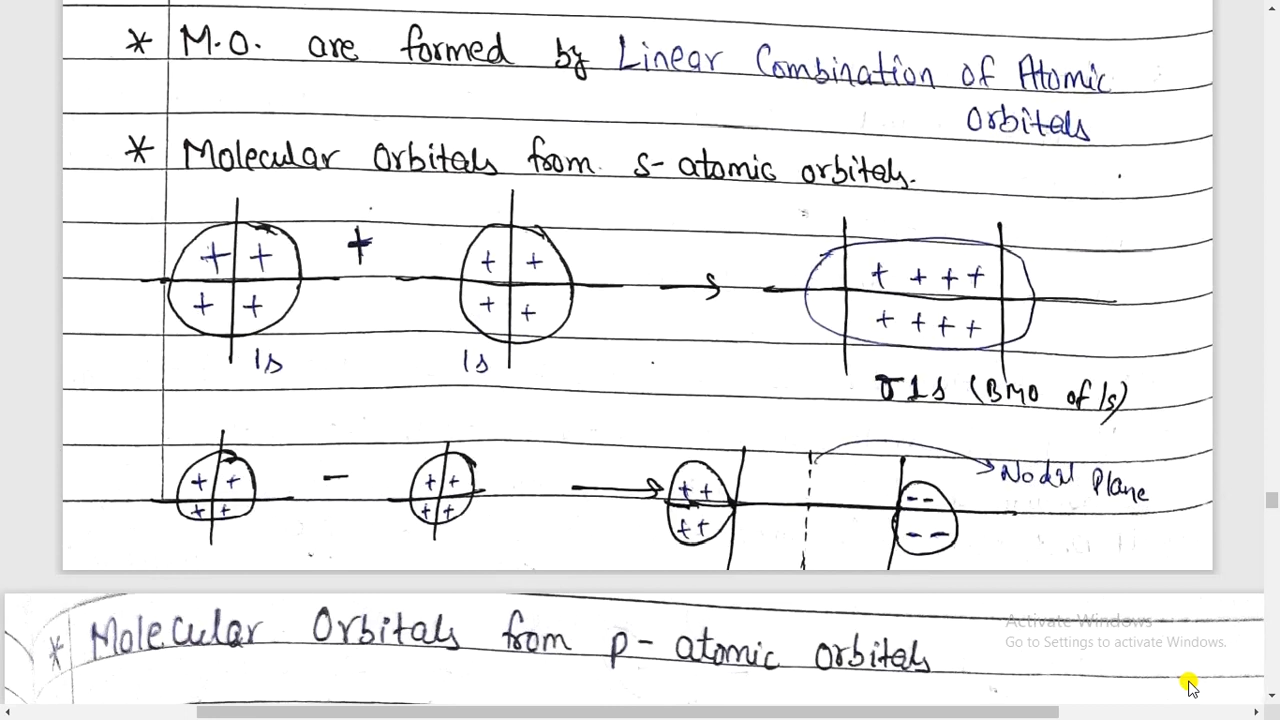 * M.O. are formed by Linear Combination of Atomic
Orbitals
* Molecular Orbitals from s-atomic orbitals.
+ + + + + + + + + + + + +
+ + + + + + + +
1s 1s
σ1s (BMO of 1s)
Nodal Plane
+ + - + + + + - -
+ + + + + + - -
* Molecular Orbitals from p-atomic orbitals
Activate Windows
Go to Settings to activate Windows.